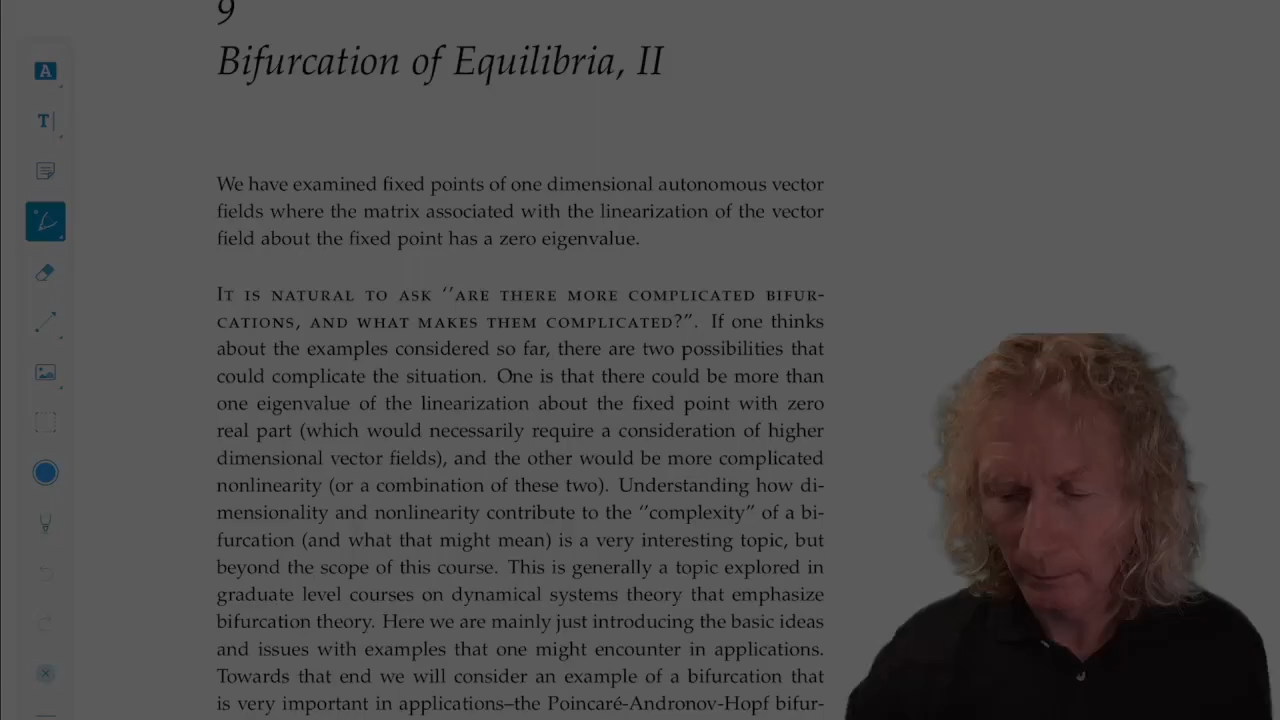 9
Bifurcation of Equilibria, II
We have examined fixed points of one dimensional autonomous vector
fields where the matrix associated with the linearization of the vector
field about the fixed point has a zero eigenvalue.
It is natural to ask ′′are there more complicated bifur-
cations, and what makes them complicated?”. If one thinks
about the examples considered so far, there are two possibilities that
could complicate the situation. One is that there could be more than
one eigenvalue of the linearization about the fixed point with zero
real part (which would necessarily require a consideration of higher
dimensional vector fields), and the other would be more complicated
nonlinearity (or a combination of these two). Understanding how di-
mensionality and nonlinearity contribute to the ′′complexity” of a bi-
furcation (and what that might mean) is a very interesting topic, but
beyond the scope of this course. This is generally a topic explored in
graduate level courses on dynamical systems theory that emphasize
bifurcation theory. Here we are mainly just introducing the basic ideas
and issues with examples that one might encounter in applications.
Towards that end we will consider an example of a bifurcation that
is very important in applications–the Poincaré-Andronov-Hopf bifur-
A
T